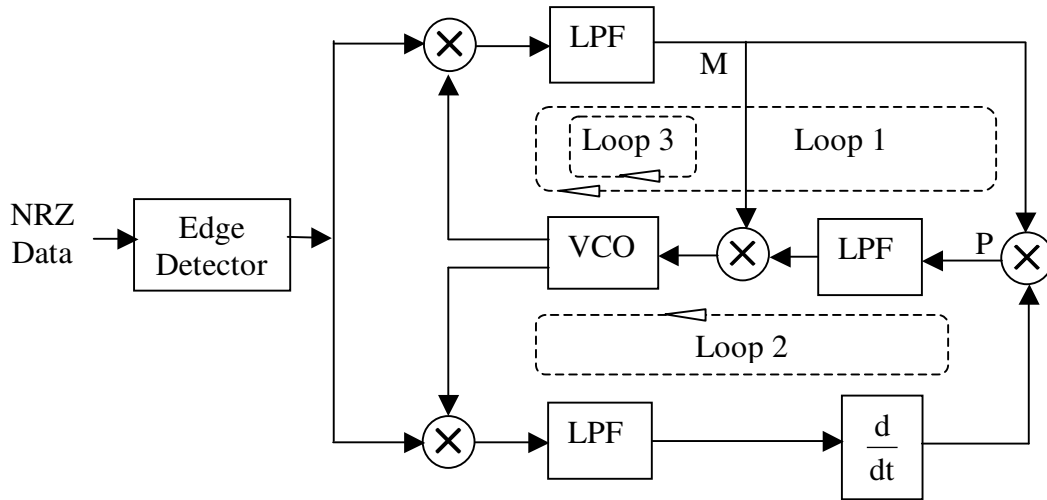 LPF
M
Loop 3
Loop 1
NRZ
Data
Edge
Detector
VCO
LPF
P
Loop 2
LPF
d
dt